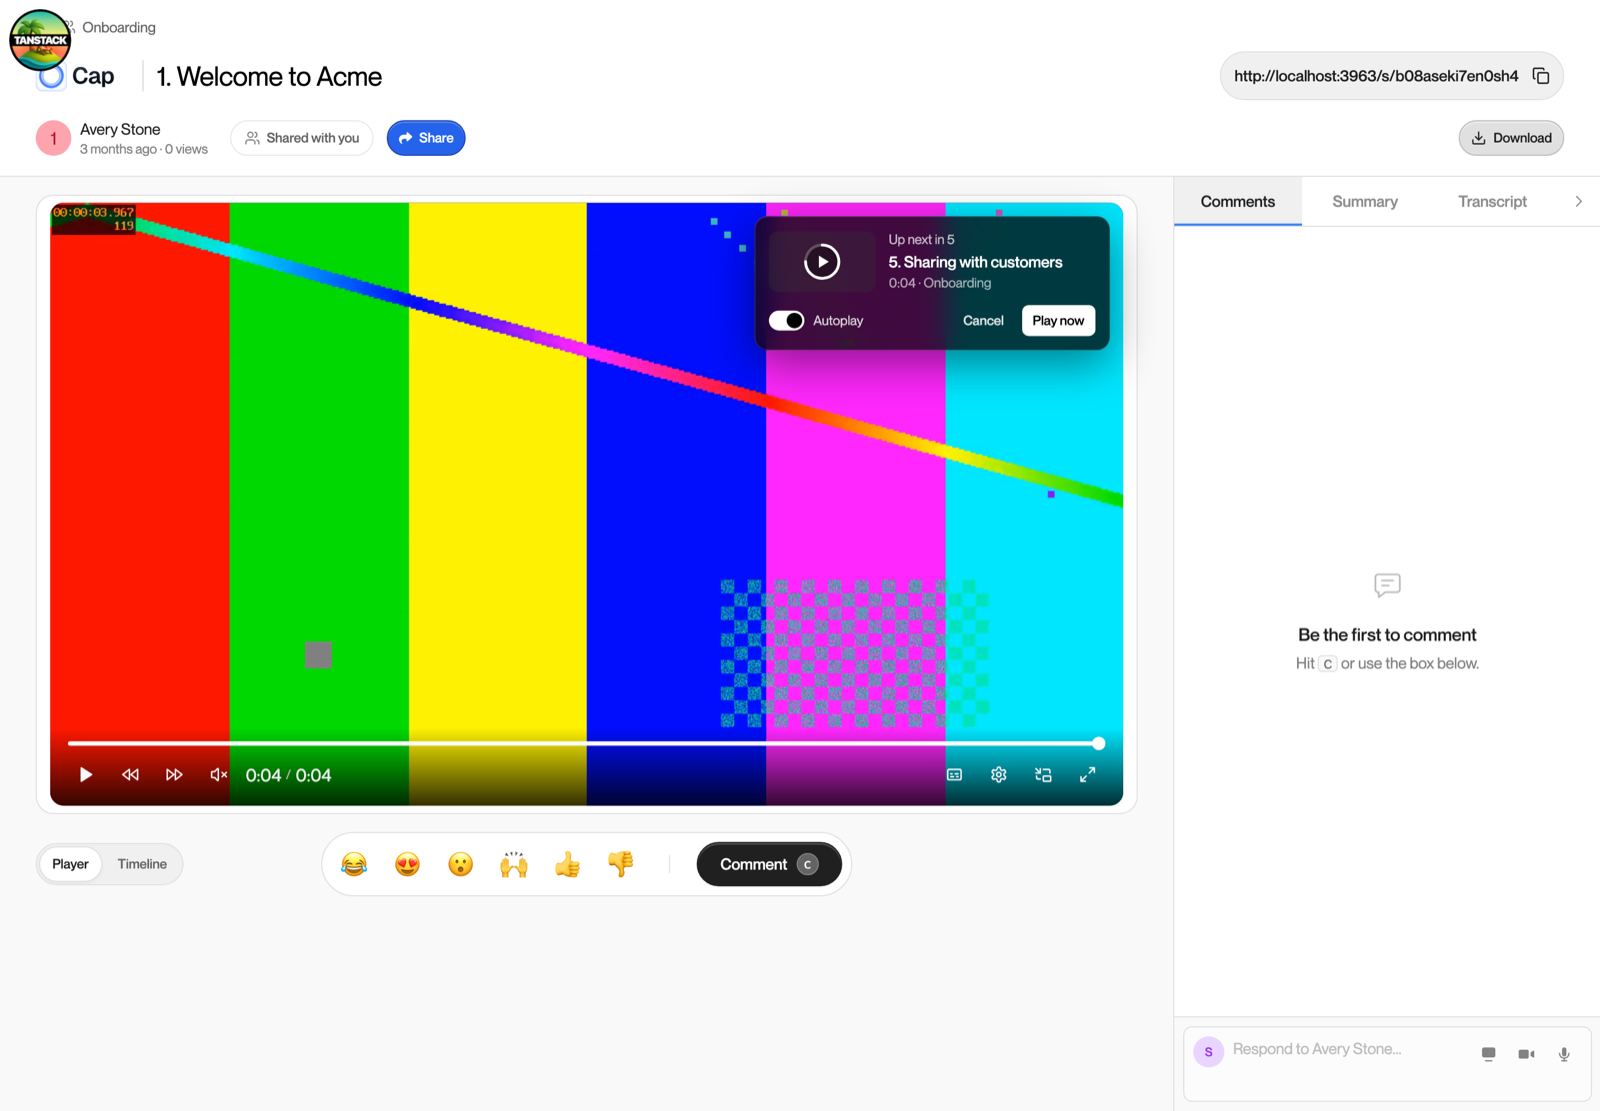 Onboarding
TANSTACK
Cap
1. Welcome to Acme
http://localhost:3963/s/b08aseki7en0sh4
1
Avery Stone
3 months ago · 0 views
Shared with you
Share
Download
Comments
Summary
Transcript
00:00:03.967
119
Up next in 5
5. Sharing with customers
0:04 · Onboarding
Autoplay
Cancel
Play now
0:04 / 0:04
Be the first to comment
Hit C or use the box below.
Player
Timeline
Comment C
S
Respond to Avery Stone...